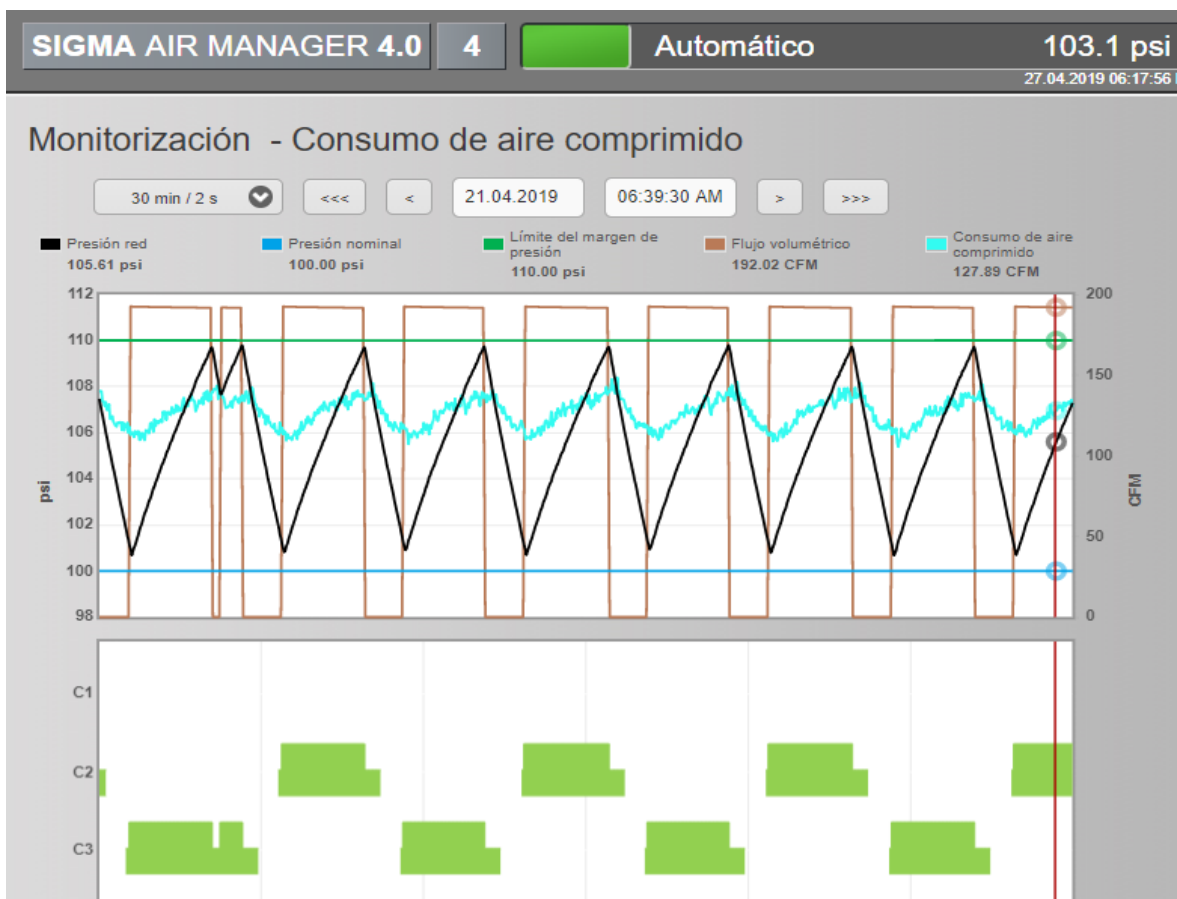 SIGMA AIR MANAGER 4.0 4 Automático 103.1 psi
27.04.2019 06:17:56
Monitorización - Consumo de aire comprimido
30 min / 2 s <<< < 21.04.2019 06:39:30 AM > >>>
Presión red
105.61 psi
Presión nominal
100.00 psi
Límite del margen de
presión
110.00 psi
Flujo volumétrico
192.02 CFM
Consumo de aire
comprimido
127.89 CFM
112 200
110
108 150
106
100
104
psi CFM
102
50
100
98 0
C1
C2
C3